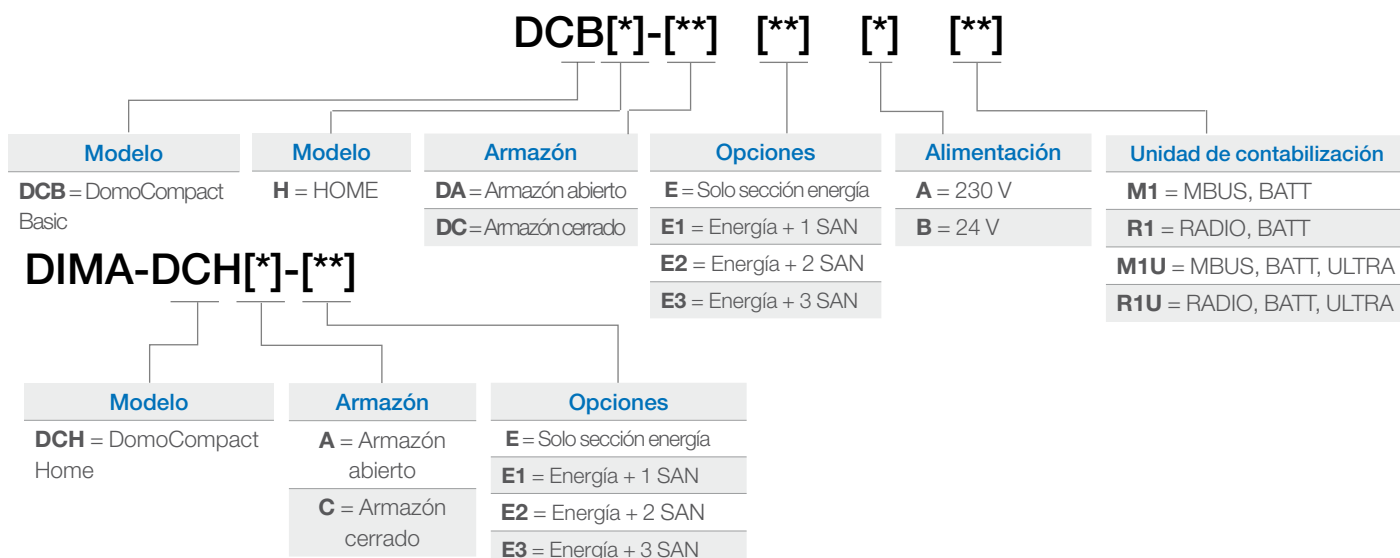 DCB[*]-[**] [**] [*] [**]
Modelo
DCB = DomoCompact
Basic
Modelo
H = HOME
Armazón
DA = Armazón abierto
DC = Armazón cerrado
Opciones
E = Solo sección energía
E1 = Energía + 1 SAN
E2 = Energía + 2 SAN
E3 = Energía + 3 SAN
Alimentación
A = 230 V
B = 24 V
Unidad de contabilización
M1 = MBUS, BATT
R1 = RADIO, BATT
M1U = MBUS, BATT, ULTRA
R1U = RADIO, BATT, ULTRA
DIMA-DCH[*]-[**]
Modelo
DCH = DomoCompact
Home
Armazón
A = Armazón
abierto
C = Armazón
cerrado
Opciones
E = Solo sección energía
E1 = Energía + 1 SAN
E2 = Energía + 2 SAN
E3 = Energía + 3 SAN